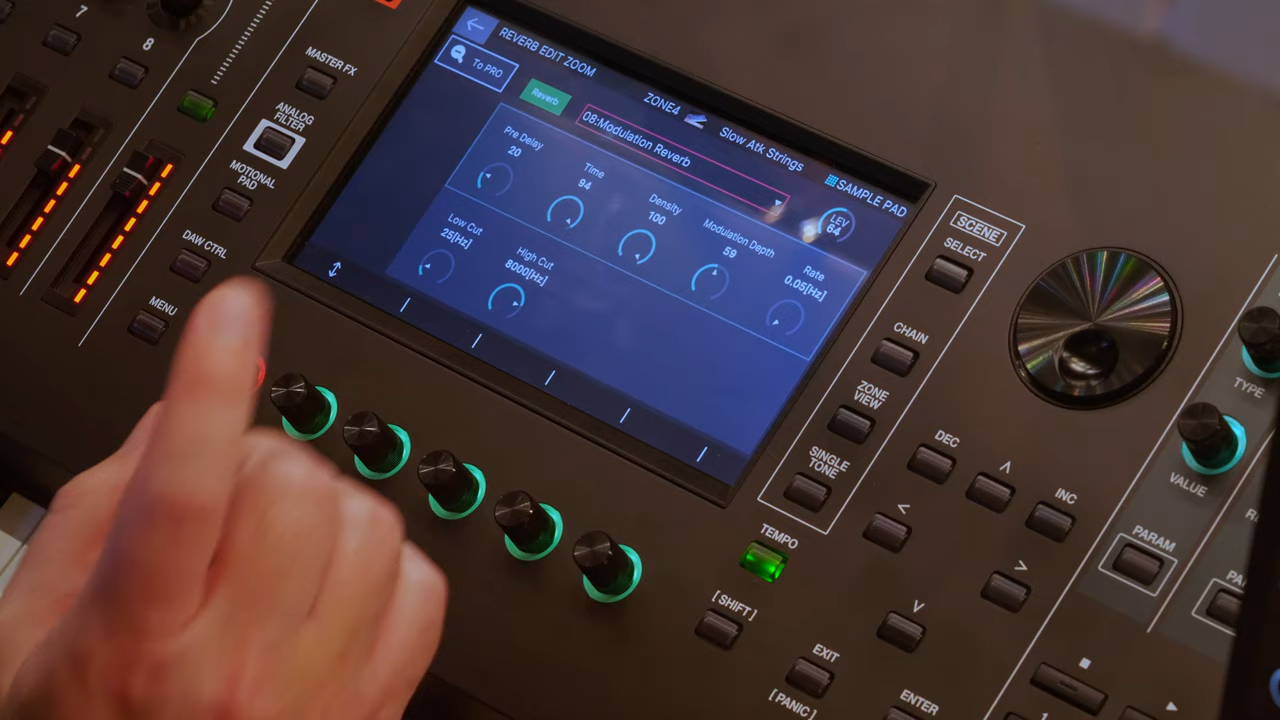 7
8
MASTER FX
ANALOG
FILTER
MOTIONAL
PAD
DAW CTRL
MENU
REVERB EDIT ZOOM
To PRO
Reverb
ZONE4
Slow Atk Strings
08:Modulation Reverb
SAMPLE PAD
LEV
64
Pre Delay
20
Time
94
Density
100
Modulation Depth
59
Rate
0.05[Hz]
Low Cut
25[Hz]
High Cut
8000[Hz]
SCENE
SELECT
CHAIN
ZONE
VIEW
SINGLE
TONE
TEMPO
[SHIFT]
EXIT
[PANIC]
DEC
INC
ENTER
TYPE
VALUE
PARAM
1